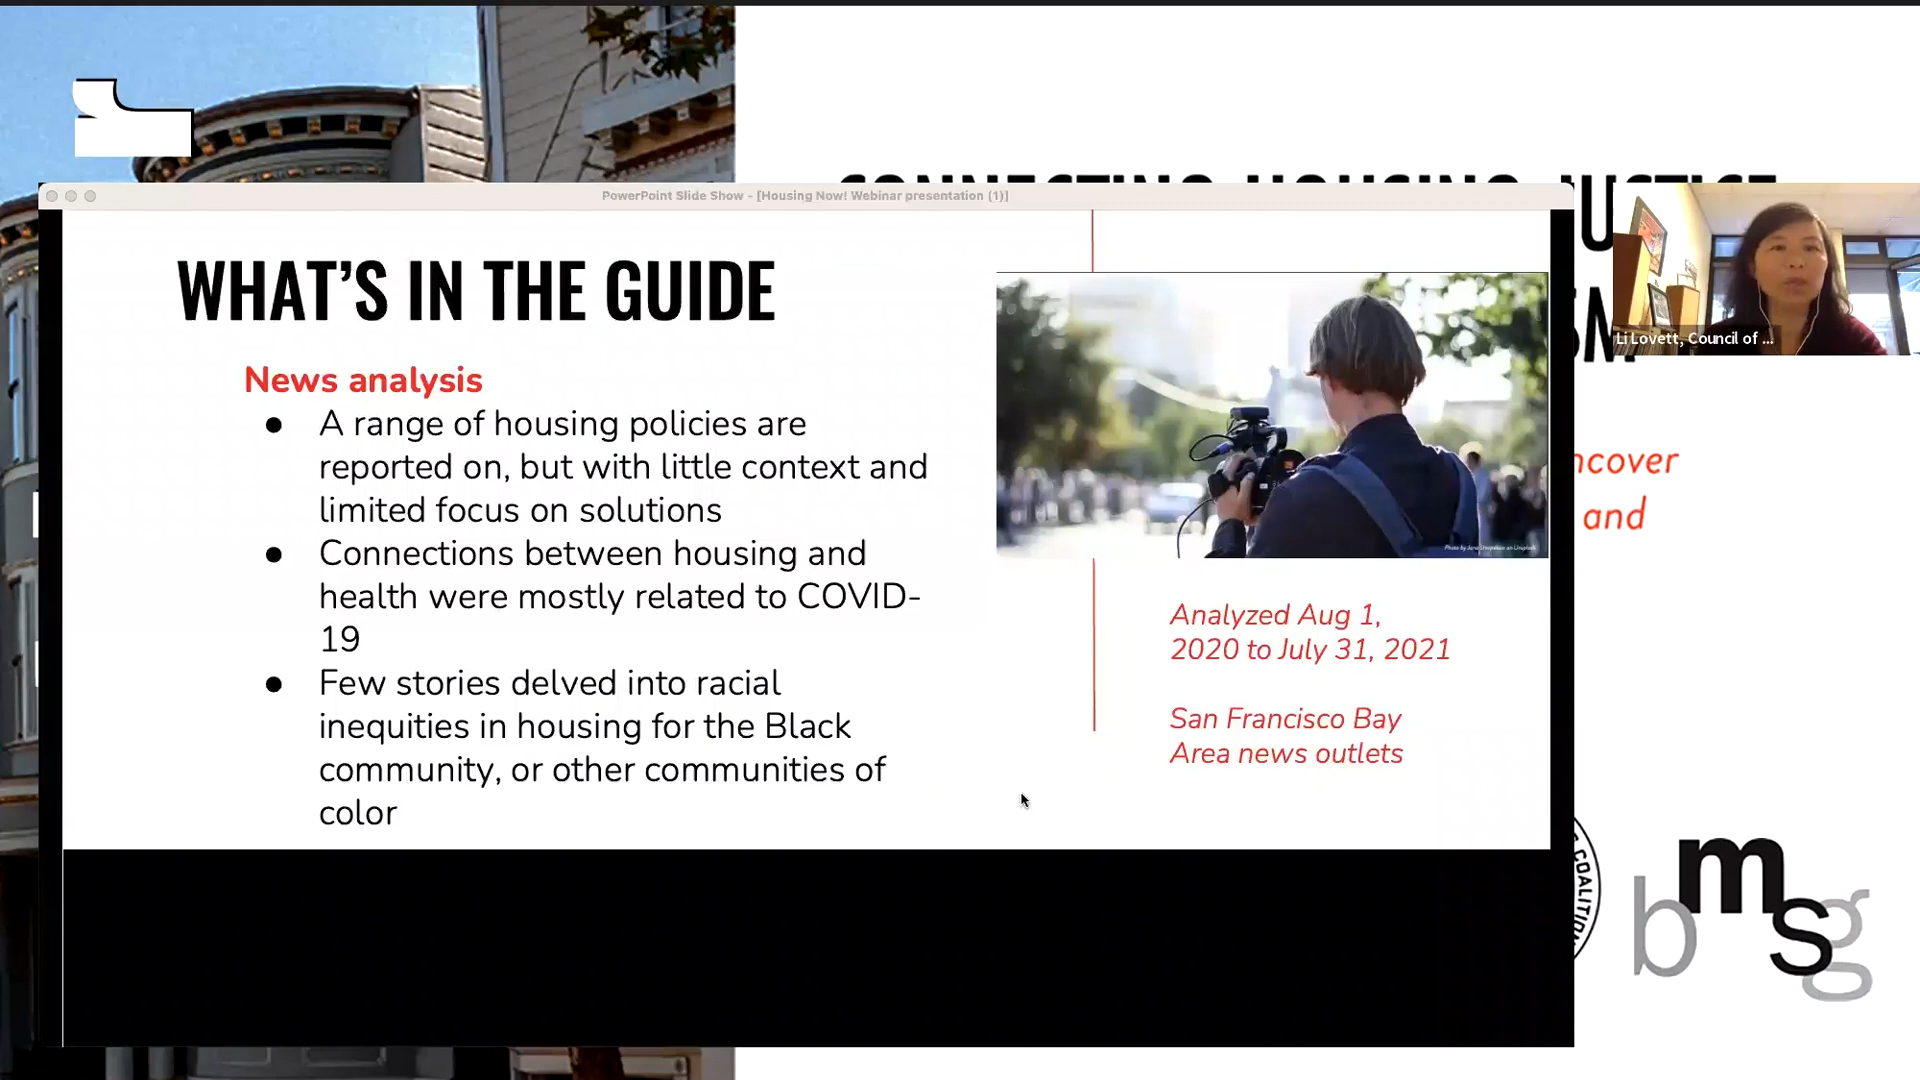 CONNECTING HOUSING JUSTICE
PowerPoint Slide Show - [Housing Now! Webinar presentation (1)]
WHAT'S IN THE GUIDE
News analysis
● A range of housing policies are
reported on, but with little context and
limited focus on solutions
● Connections between housing and
health were mostly related to COVID-
19
● Few stories delved into racial
inequities in housing for the Black
community, or other communities of
color
Analyzed Aug 1,
2020 to July 31, 2021
San Francisco Bay
Area news outlets
Li Lovett, Council of ...
ncover
and
COALITION
bmsg